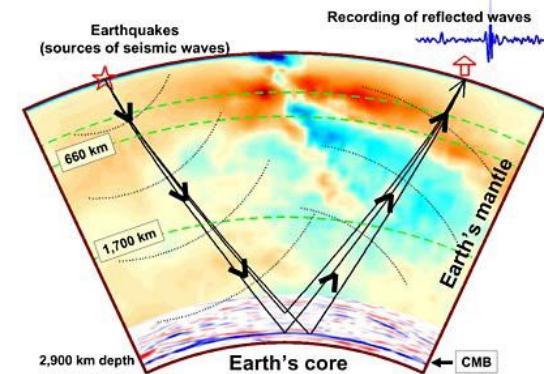 Earthquakes
(sources of seismic waves)
Recording of reflected waves
660 km
1,700 km
Earth's mantle
2,900 km depth
Earth's core
CMB